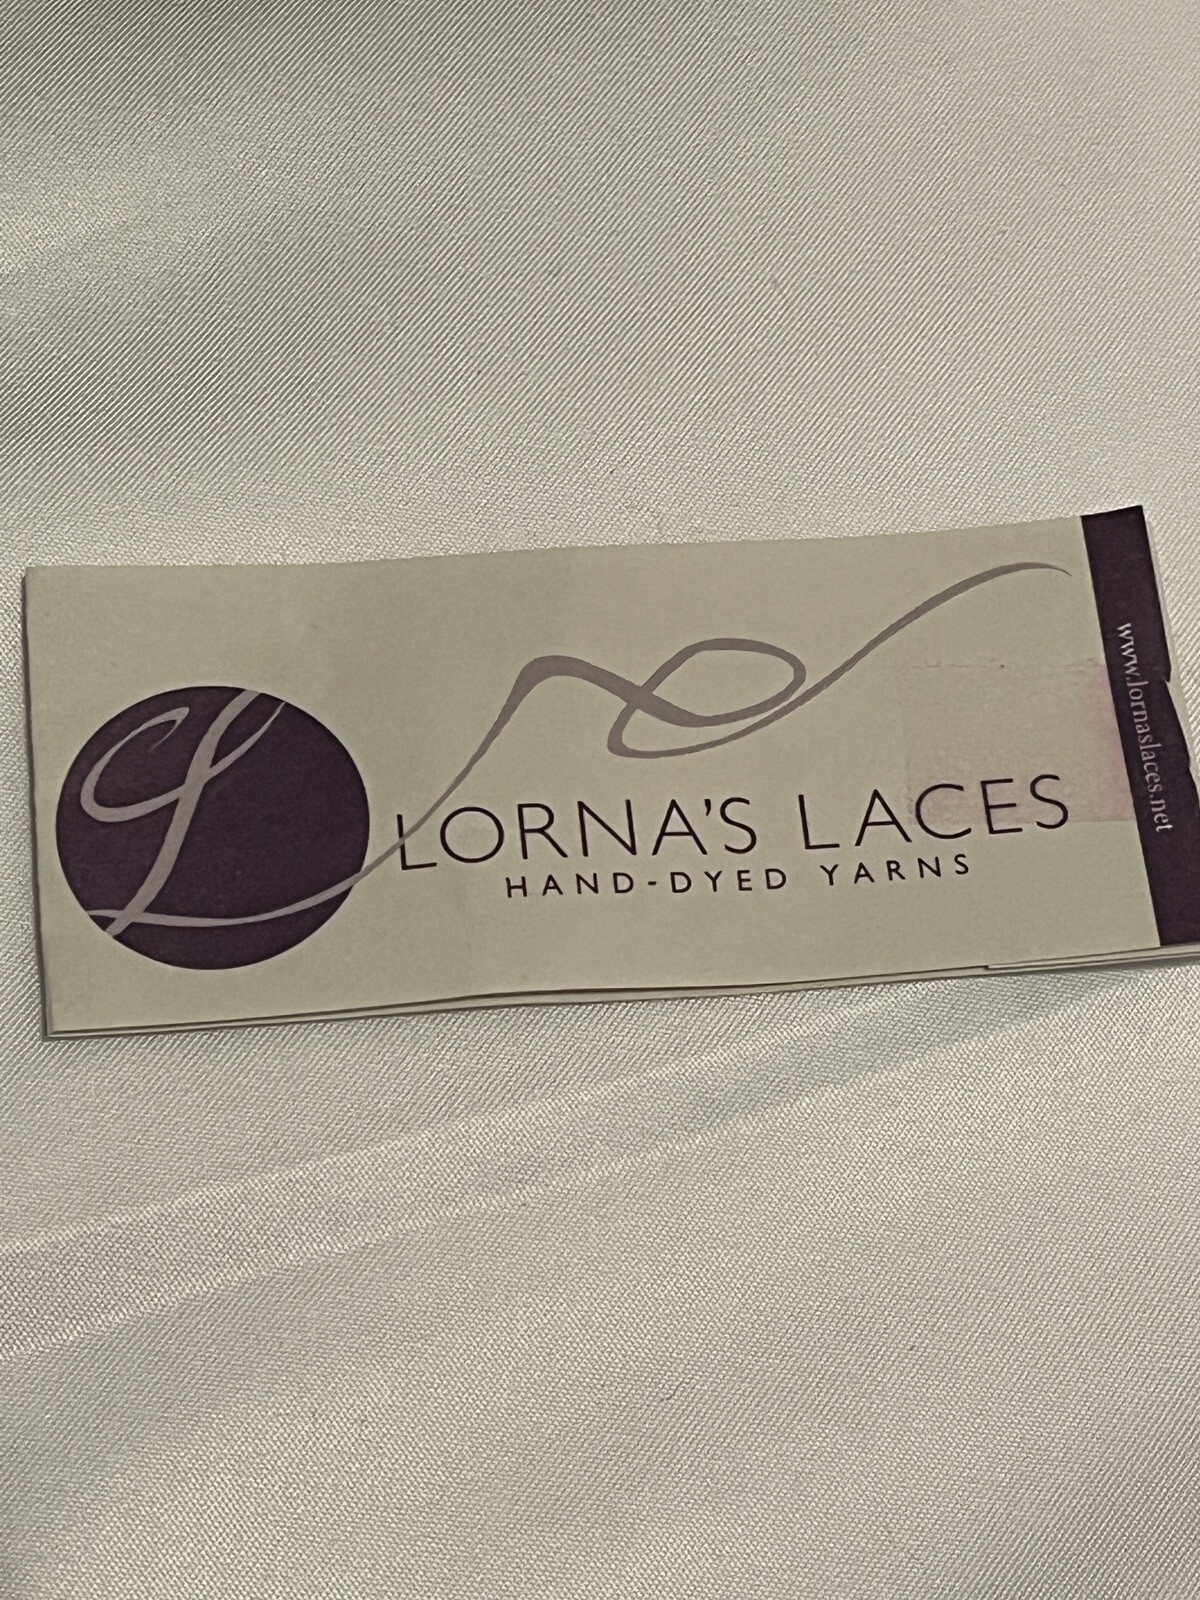 L
LORNA'S LACES
HAND-DYED YARNS
www.lornaslaces.net